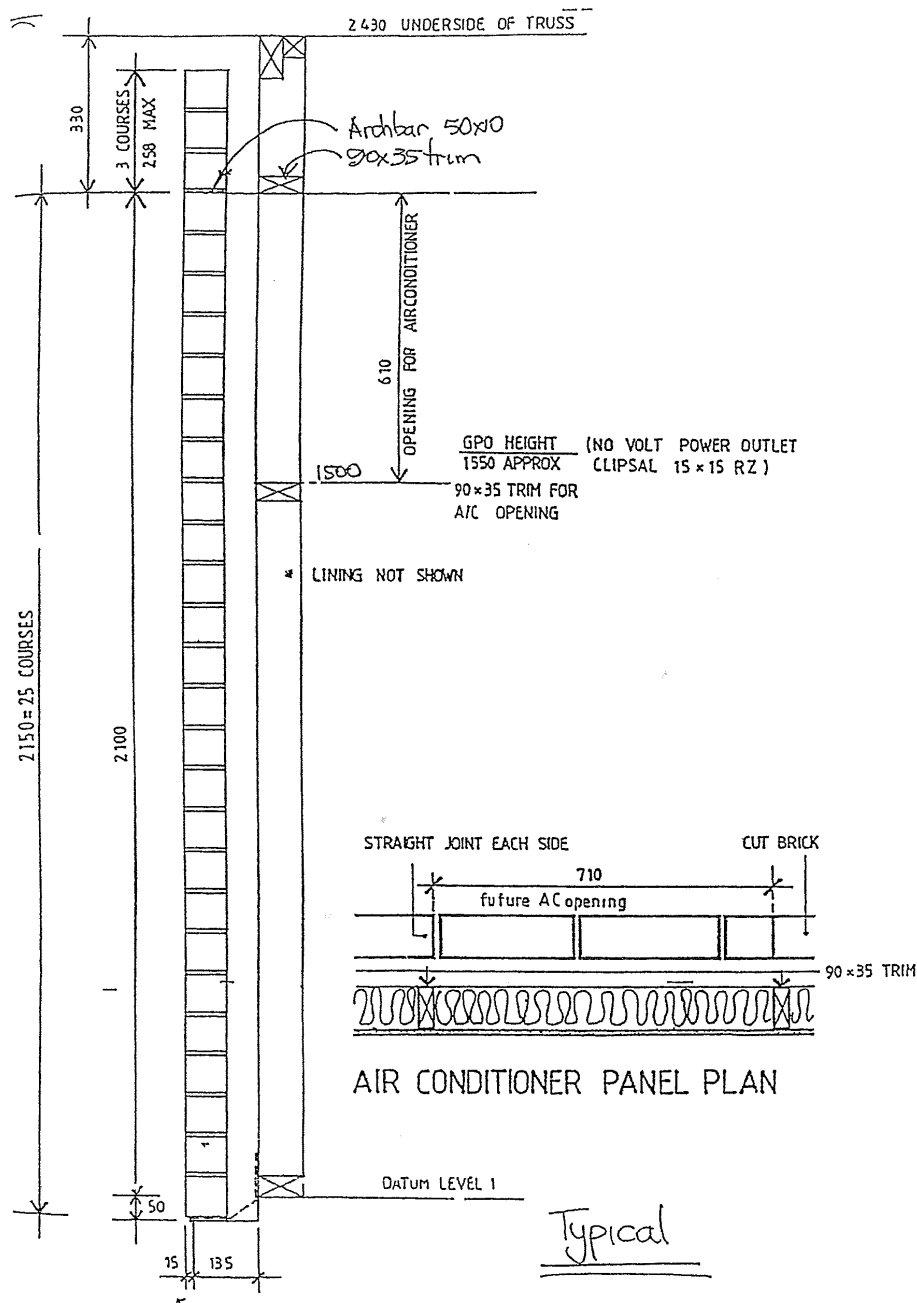 2430 UNDERSIDE OF TRUSS
330
3 COURSES
258 MAX
Archbar 50x10
90x35 trim
610
OPENING FOR AIRCONDITIONER
GPO HEIGHT (NO VOLT POWER OUTLET
1550 APPROX CLIPSAL 15 × 15 RZ)
1500
90×35 TRIM FOR
A/C OPENING
LINING NOT SHOWN
2150=25 COURSES
2100
STRAIGHT JOINT EACH SIDE
CUT BRICK
710
future AC opening
90×35 TRIM
AIR CONDITIONER PANEL PLAN
DATUM LEVEL 1
50
Typical
15 135